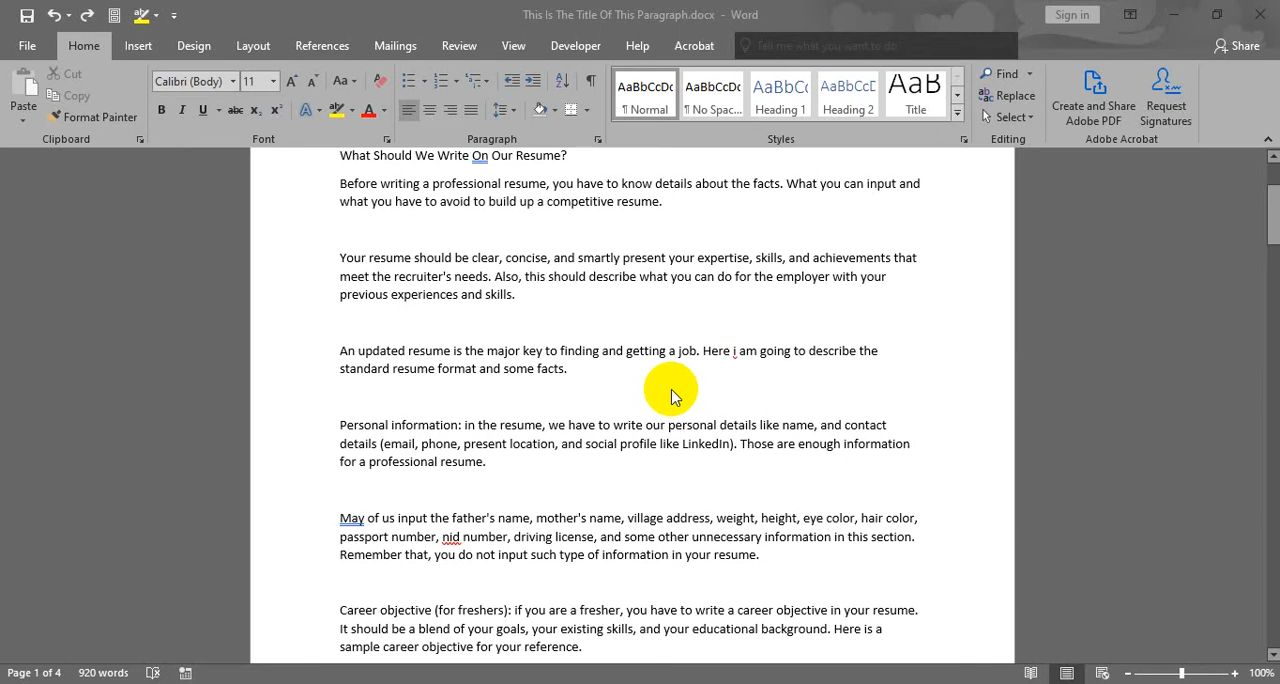 This Is The Title Of This Paragraph.docx - Word
Sign in
File Home Insert Design Layout References Mailings Review View Developer Help Acrobat Tell me what you want to do Share
Paste
Cut
Copy
Format Painter
Calibri (Body) 11
Aa
B I U abc x₂ x²
A A
AaBbCcDc AaBbCcDc AaBbCc AaBbCcD AaB
¶ Normal ¶ No Spac... Heading 1 Heading 2 Title
Find
Replace
Select
Create and Share
Adobe PDF
Request
Signatures
Clipboard Font Paragraph Styles Editing Adobe Acrobat
What Should We Write On Our Resume?
Before writing a professional resume, you have to know details about the facts. What you can input and
what you have to avoid to build up a competitive resume.
Your resume should be clear, concise, and smartly present your expertise, skills, and achievements that
meet the recruiter's needs. Also, this should describe what you can do for the employer with your
previous experiences and skills.
An updated resume is the major key to finding and getting a job. Here i am going to describe the
standard resume format and some facts.
Personal information: in the resume, we have to write our personal details like name, and contact
details (email, phone, present location, and social profile like LinkedIn). Those are enough information
for a professional resume.
May of us input the father's name, mother's name, village address, weight, height, eye color, hair color,
passport number, nid number, driving license, and some other unnecessary information in this section.
Remember that, you do not input such type of information in your resume.
Career objective (for freshers): if you are a fresher, you have to write a career objective in your resume.
It should be a blend of your goals, your existing skills, and your educational background. Here is a
sample career objective for your reference.
Page 1 of 4 920 words 100%